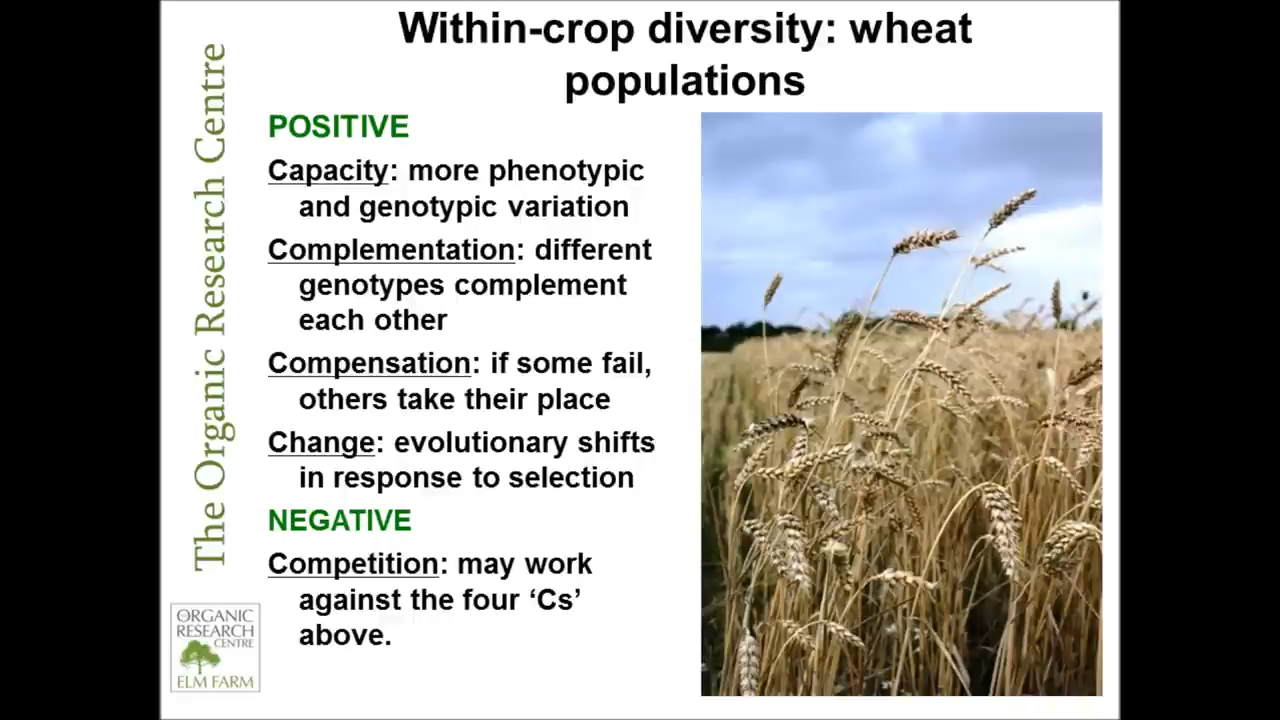 Within-crop diversity: wheat
populations
The Organic Research Centre
POSITIVE
Capacity: more phenotypic
and genotypic variation
Complementation: different
genotypes complement
each other
Compensation: if some fail,
others take their place
Change: evolutionary shifts
in response to selection
NEGATIVE
Competition: may work
against the four ‘Cs’
above.
THE ORGANIC
RESEARCH
CENTRE
ELM FARM